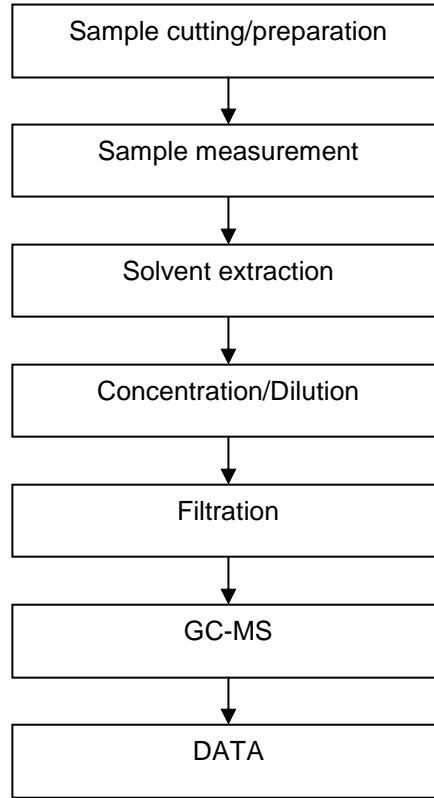 Sample cutting/preparation
Sample measurement
Solvent extraction
Concentration/Dilution
Filtration
GC-MS
DATA